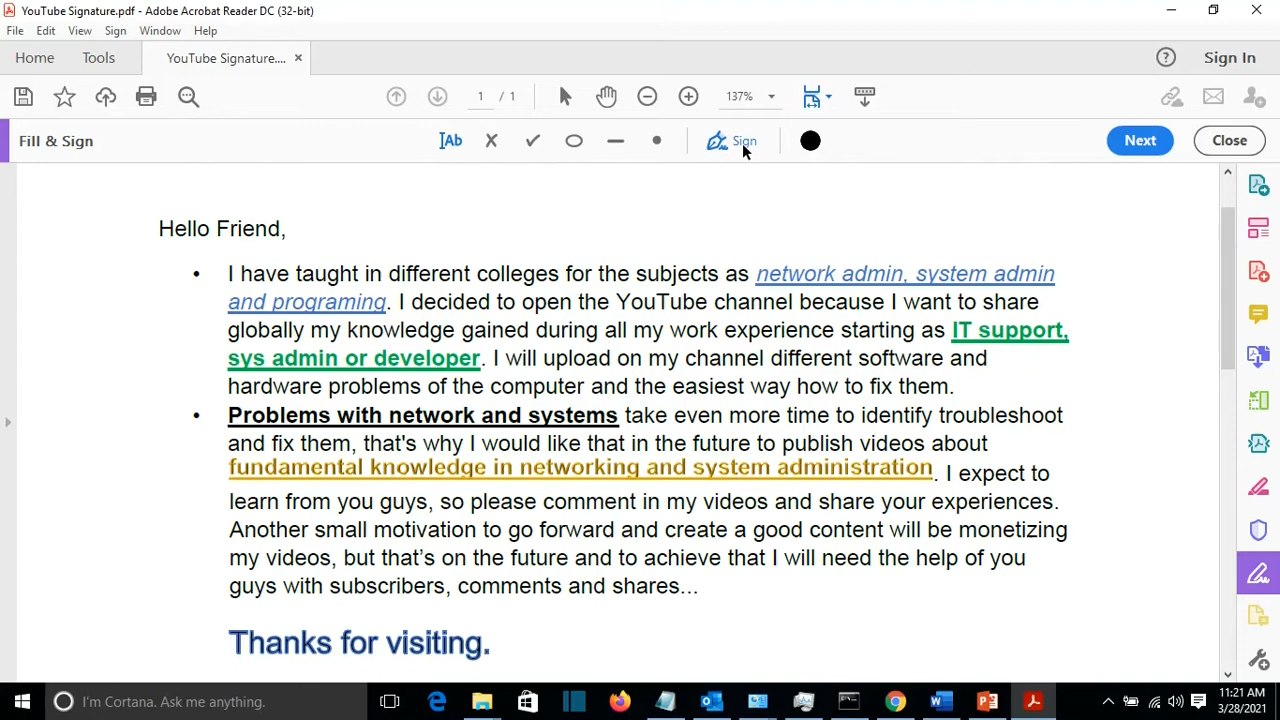 YouTube Signature.pdf - Adobe Acrobat Reader DC (32-bit)
File Edit View Sign Window Help
Home Tools YouTube Signature.... × Sign In
1 / 1 137%
Fill & Sign Ab Sign Next Close
Hello Friend,
• I have taught in different colleges for the subjects as network admin, system admin
and programing. I decided to open the YouTube channel because I want to share
globally my knowledge gained during all my work experience starting as IT support,
sys admin or developer. I will upload on my channel different software and
hardware problems of the computer and the easiest way how to fix them.
• Problems with network and systems take even more time to identify troubleshoot
and fix them, that's why I would like that in the future to publish videos about
fundamental knowledge in networking and system administration. I expect to
learn from you guys, so please comment in my videos and share your experiences.
Another small motivation to go forward and create a good content will be monetizing
my videos, but that's on the future and to achieve that I will need the help of you
guys with subscribers, comments and shares...
Thanks for visiting.
I'm Cortana. Ask me anything. 11:21 AM
3/28/2021